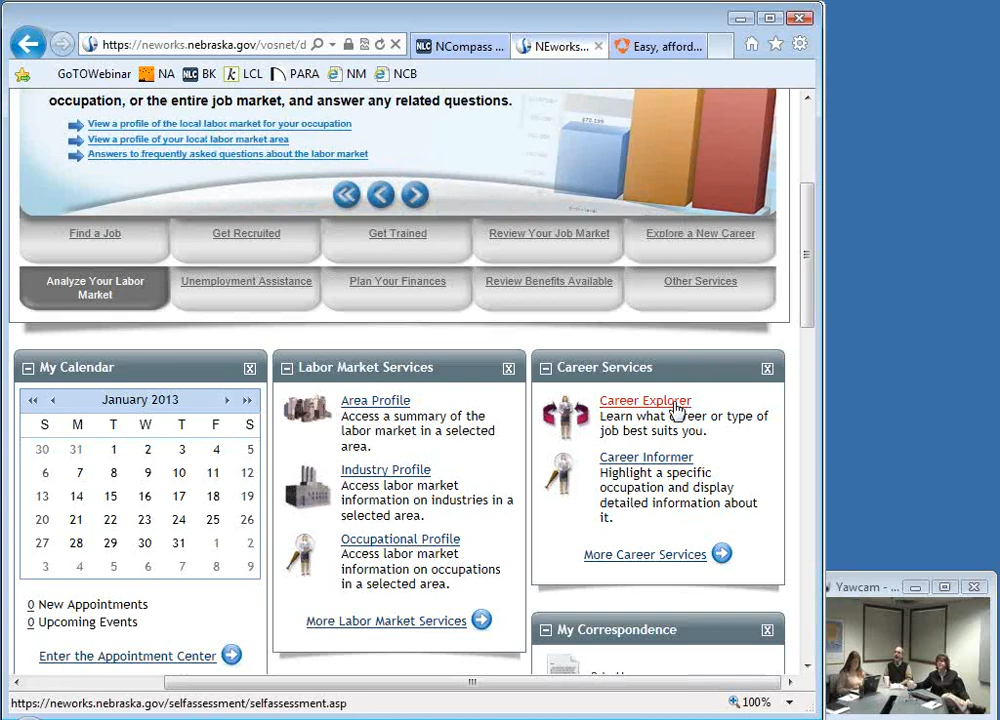 https://neworks.nebraska.gov/vosnet/d
NLC NCompass ...
NEworks...
Easy, afford...
GoTOWebinar NA NLC BK k LCL PARA NM NCB
occupation, or the entire job market, and answer any related questions.
View a profile of the local labor market for your occupation
View a profile of your local labor market area
Answers to frequently asked questions about the labor market
Find a Job
Get Recruited
Get Trained
Review Your Job Market
Explore a New Career
Analyze Your Labor
Market
Unemployment Assistance
Plan Your Finances
Review Benefits Available
Other Services
My Calendar
January 2013
S M T W T F S
30 31 1 2 3 4 5
6 7 8 9 10 11 12
13 14 15 16 17 18 19
20 21 22 23 24 25 26
27 28 29 30 31 1 2
3 4 5 6 7 8 9
0 New Appointments
0 Upcoming Events
Enter the Appointment Center
Labor Market Services
Area Profile
Access a summary of the
labor market in a selected
area.
Industry Profile
Access labor market
information on industries in a
selected area.
Occupational Profile
Access labor market
information on occupations
in a selected area.
More Labor Market Services
Career Services
Career Explorer
Learn what career or type of
job best suits you.
Career Informer
Highlight a specific
occupation and display
detailed information about
it.
More Career Services
My Correspondence
Yawcam - ...
https://neworks.nebraska.gov/selfassessment/selfassessment.asp
100%